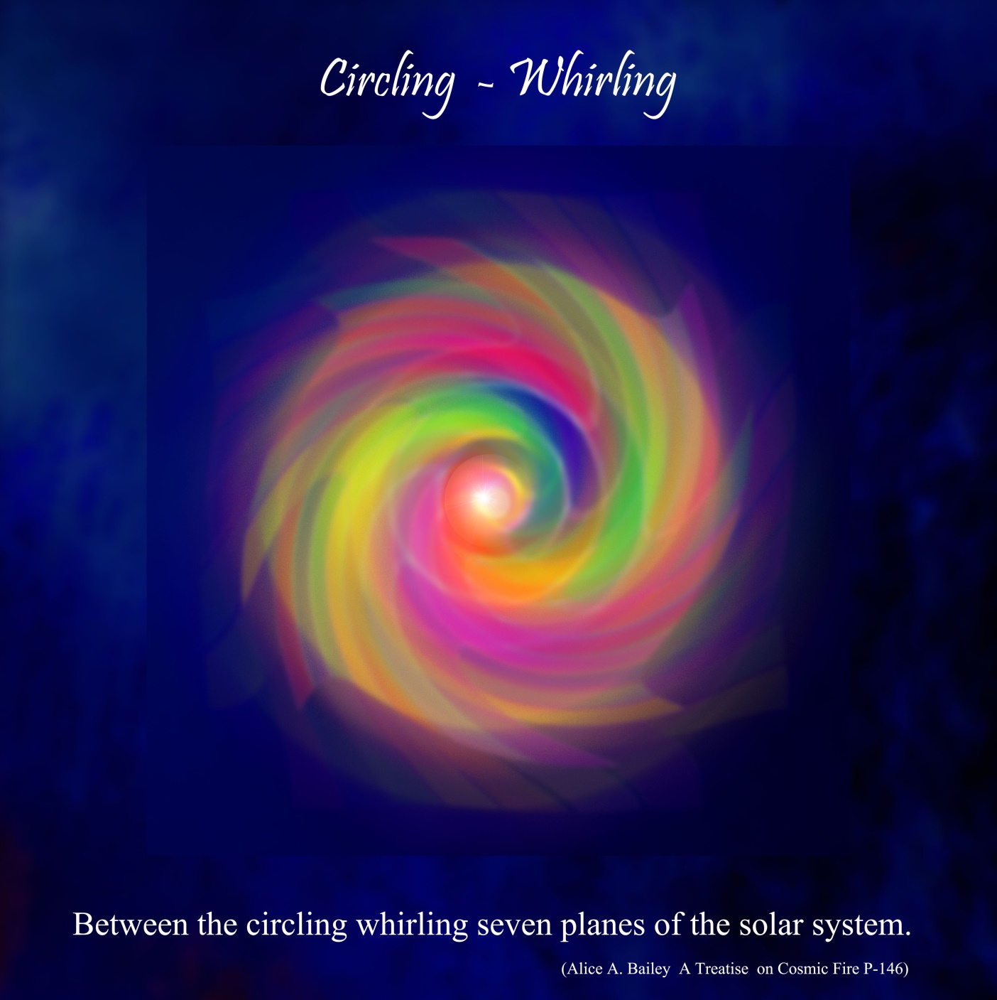 Circling - Whirling
Between the circling whirling seven planes of the solar system.
(Alice A. Bailey A Treatise on Cosmic Fire P-146)